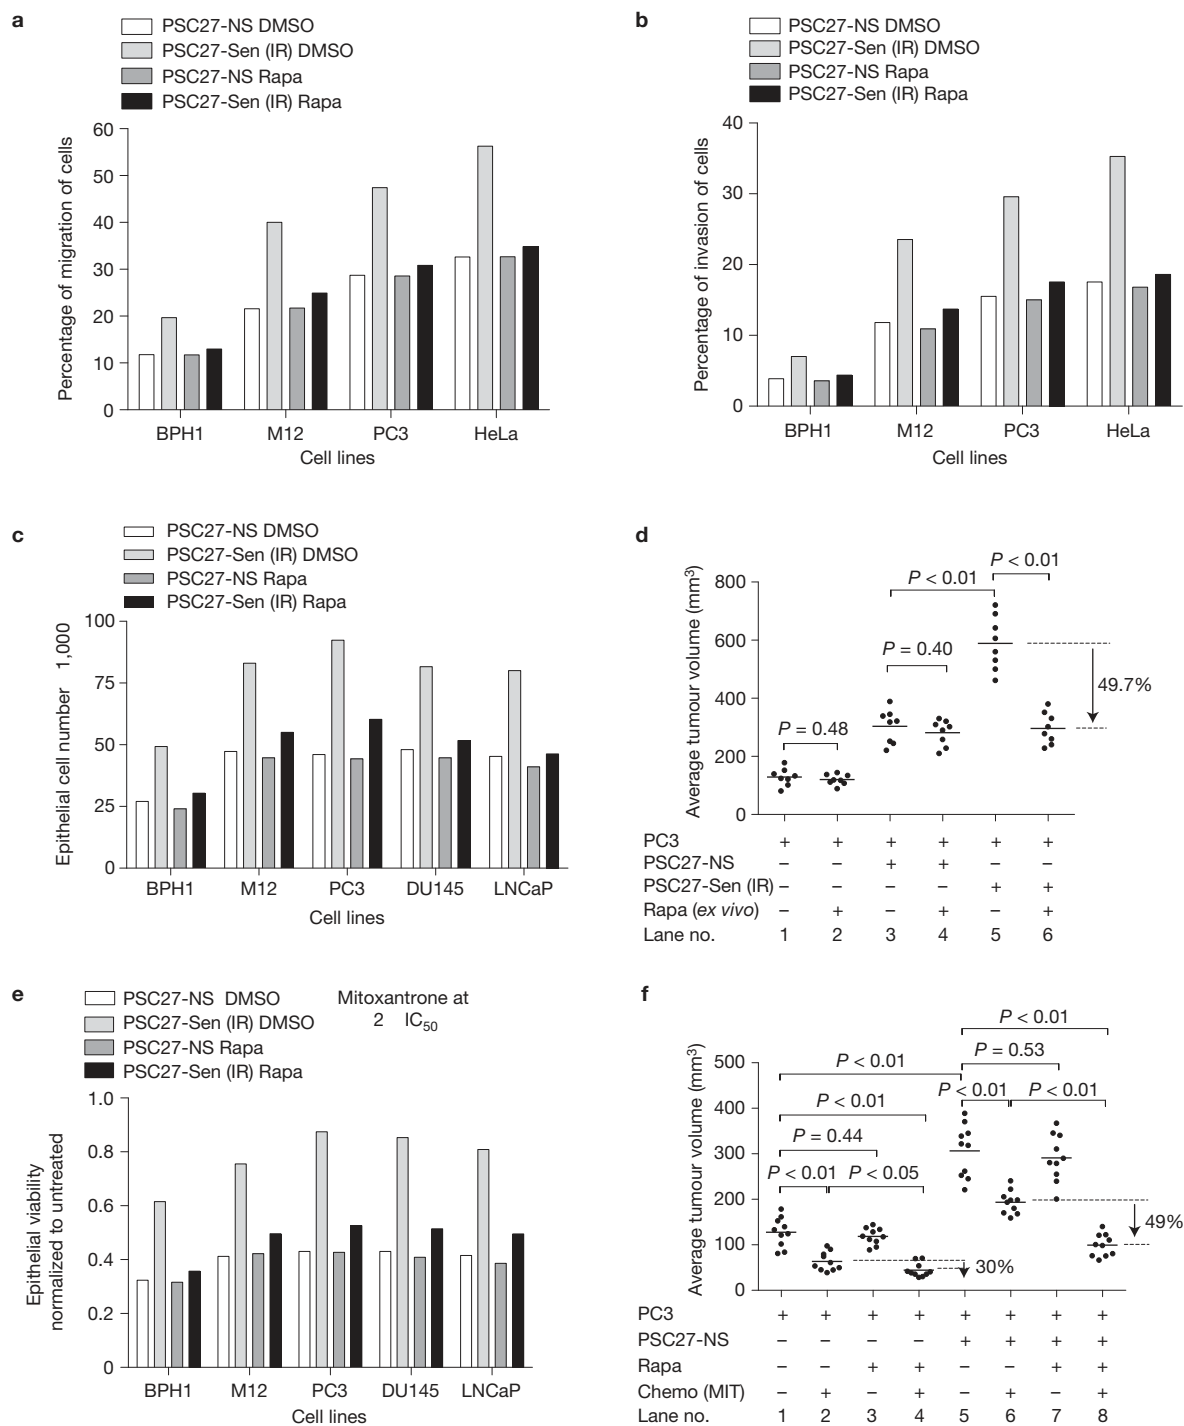 a
PSC27-NS DMSO
PSC27-Sen (IR) DMSO
PSC27-NS Rapa
PSC27-Sen (IR) Rapa
Percentage of migration of cells
60
50
40
30
20
10
0
BPH1 M12 PC3 HeLa
Cell lines
b
PSC27-NS DMSO
PSC27-Sen (IR) DMSO
PSC27-NS Rapa
PSC27-Sen (IR) Rapa
Percentage of invasion of cells
40
30
20
10
0
BPH1 M12 PC3 HeLa
Cell lines
c
PSC27-NS DMSO
PSC27-Sen (IR) DMSO
PSC27-NS Rapa
PSC27-Sen (IR) Rapa
Epithelial cell number 1,000
100
75
50
25
0
BPH1 M12 PC3 DU145 LNCaP
Cell lines
d
Average tumour volume (mm³)
800
600
400
200
0
P < 0.01
P < 0.01
P = 0.40
P = 0.48
49.7%
PC3 + + + + + +
PSC27-NS – – + + – –
PSC27-Sen (IR) – – – – + +
Rapa (ex vivo) – + – + – +
Lane no. 1 2 3 4 5 6
e
PSC27-NS DMSO
PSC27-Sen (IR) DMSO
PSC27-NS Rapa
PSC27-Sen (IR) Rapa
Mitoxantrone at
2 IC50
Epithelial viability
normalized to untreated
1.0
0.8
0.6
0.4
0.2
0
BPH1 M12 PC3 DU145 LNCaP
Cell lines
f
Average tumour volume (mm³)
500
400
300
200
100
0
P < 0.01
P < 0.01 P = 0.53
P < 0.01 P < 0.01
P < 0.01
P = 0.44
P < 0.01 P < 0.05
49%
30%
PC3 + + + + + + + +
PSC27-NS – – – – + + + +
Rapa – – + + – – + +
Chemo (MIT) – + – + – + – +
Lane no. 1 2 3 4 5 6 7 8